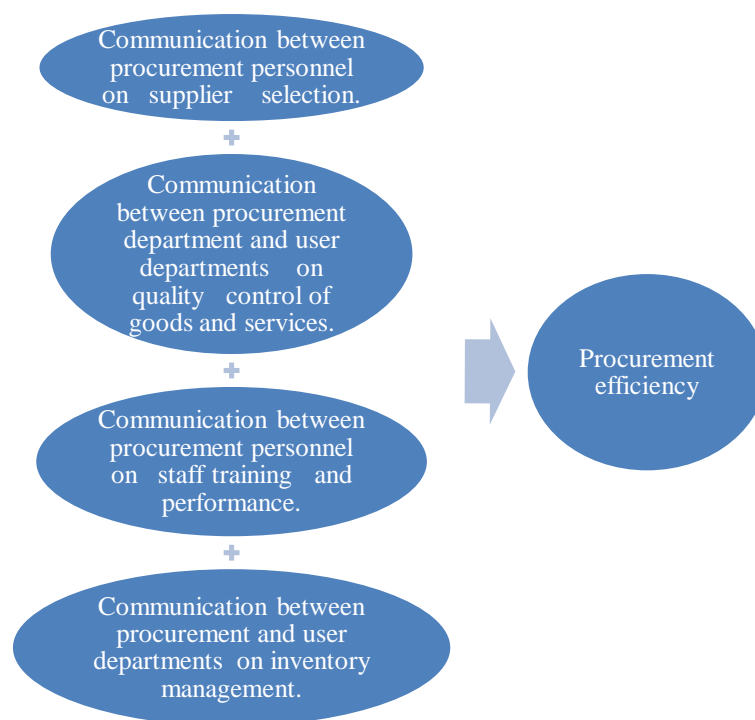 Communication between
procurement personnel
on supplier selection.
+
Communication
between procurement
department and user
departments on
quality control of
goods and services.
+
Communication between
procurement personnel
on staff training and
performance.
+
Communication between
procurement and user
departments on inventory
management.
Procurement
efficiency